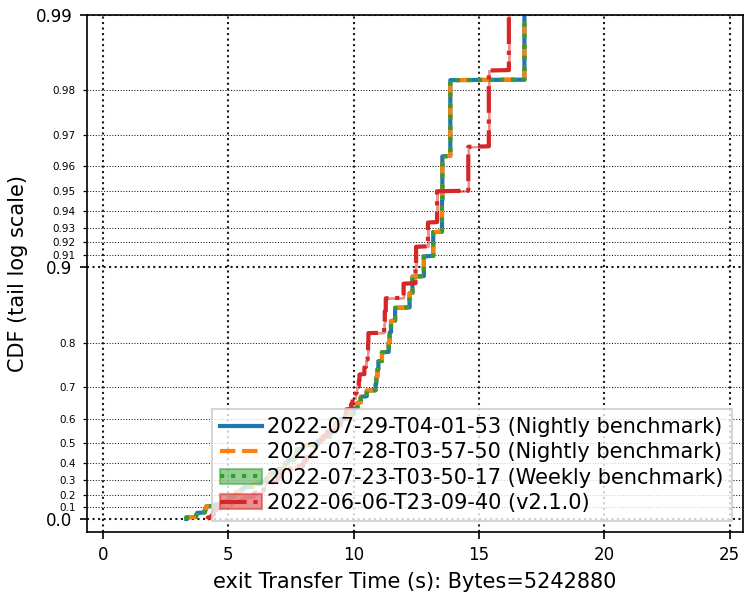 CDF (tail log scale)
0.99
0.98
0.97
0.96
0.95
0.94
0.93
0.92
0.91
0.9
0.8
0.7
0.6
0.5
0.4
0.3
0.2
0.1
0.0
2022-07-29-T04-01-53 (Nightly benchmark)
2022-07-28-T03-57-50 (Nightly benchmark)
2022-07-23-T03-50-17 (Weekly benchmark)
2022-06-06-T23-09-40 (v2.1.0)
0 5 10 15 20 25
exit Transfer Time (s): Bytes=5242880